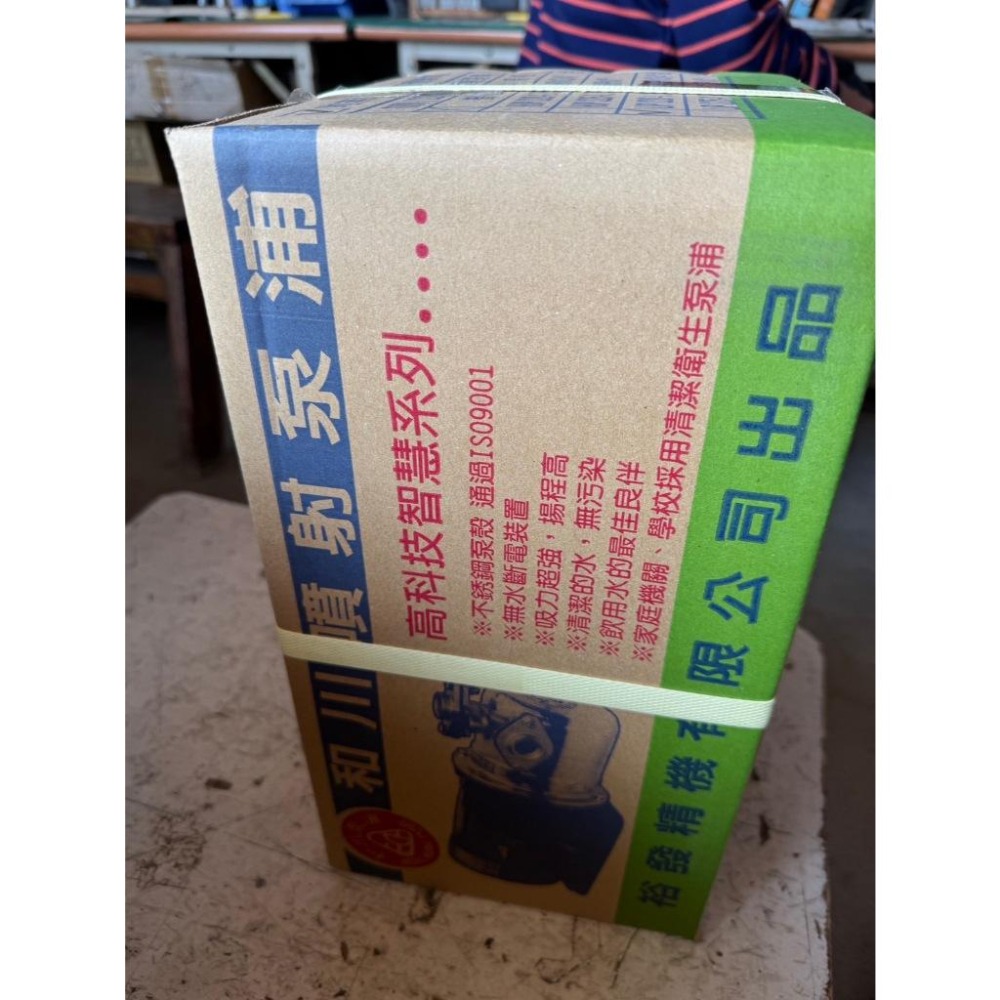 和川噴射泵浦
高科技智慧系列.....
※不銹鋼泵殼 通過ISO9001
※無水斷電裝置
※吸力超強，揚程高
※清潔的水，無污染
※飲用水的最佳良伴
※家庭機關、學校採用清潔衛生泵浦
裕發精機有限公司出品